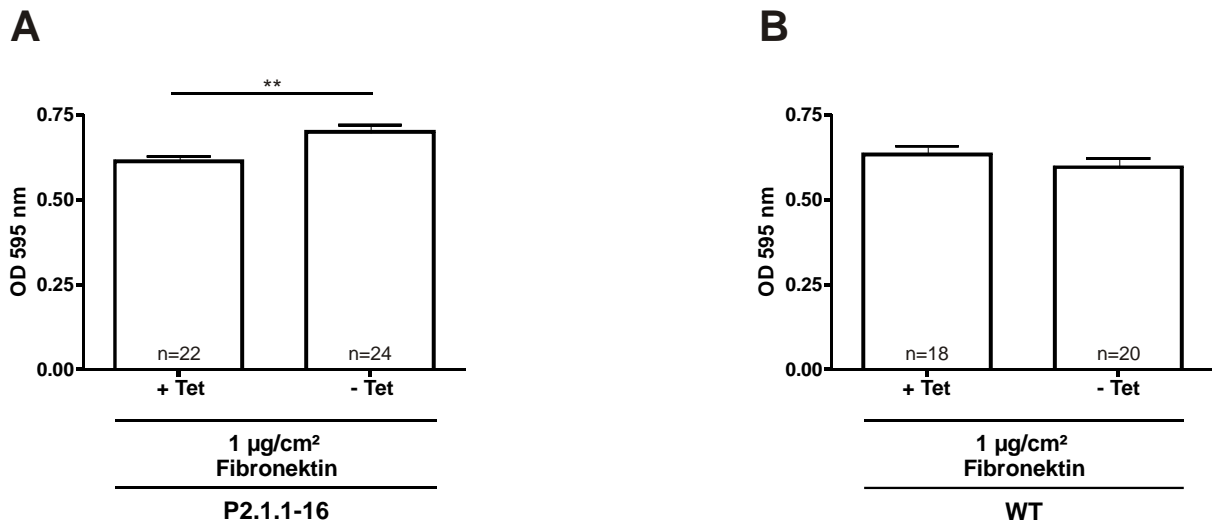 A
**
0.75
0.50
0.25
0.00
OD 595 nm
n=22
n=24
+ Tet
- Tet
1 µg/cm²
Fibronektin
P2.1.1-16
B
0.75
0.50
0.25
0.00
OD 595 nm
n=18
n=20
+ Tet
- Tet
1 µg/cm²
Fibronektin
WT